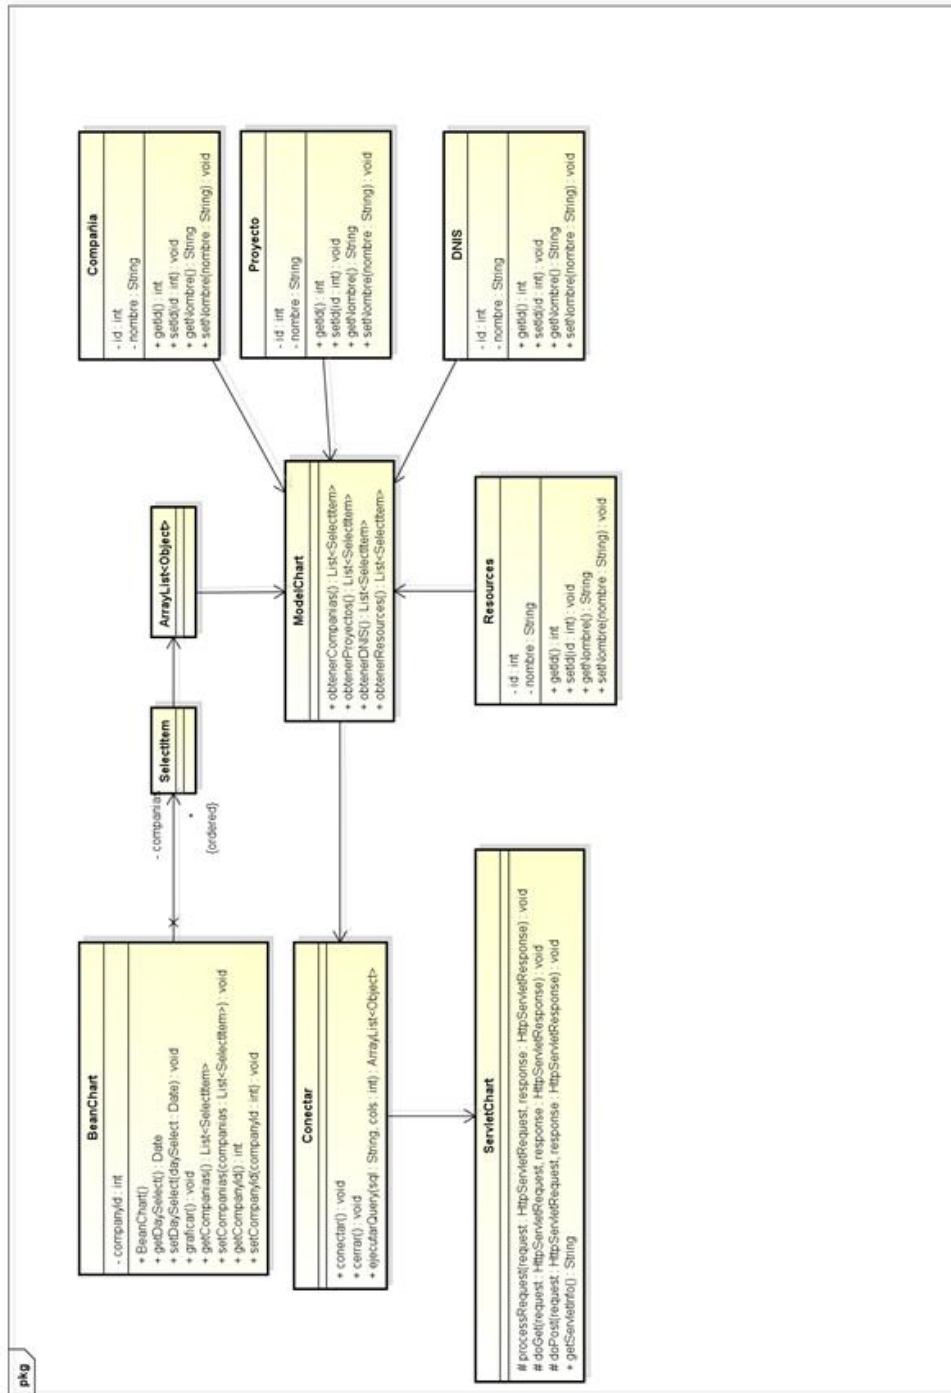 pkg
BeanChart
- companyId : int
+ BeanChart()
+ getDaySelect() : Date
+ setDaySelect(daySelect : Date) : void
+ graficar() : void
+ getCompanias() : List<SelectItem>
+ setCompanias(companias : List<SelectItem>) : void
+ getCompanyId() : int
+ setCompanyId(companyId : int) : void
- companias
*
{ordered}
SelectItem
ArrayList<Object>
Compañia
- id : int
- nombre : String
+ getId() : int
+ setId(id : int) : void
+ getNombre() : String
+ setNombre(nombre : String) : void
Proyecto
- id : int
- nombre : String
+ getId() : int
+ setId(id : int) : void
+ getNombre() : String
+ setNombre(nombre : String) : void
Conectar
+ conectar() : void
+ cerrar() : void
+ ejecutarQuery(sql : String, cols : int) : ArrayList<Object>
ModelChart
+ obtenerCompanias() : List<SelectItem>
+ obtenerProyectos() : List<SelectItem>
+ obtenerDNIS() : List<SelectItem>
+ obtenerResources() : List<SelectItem>
DNIS
- id : int
- nombre : String
+ getId() : int
+ setId(id : int) : void
+ getNombre() : String
+ setNombre(nombre : String) : void
ServletChart
# processRequest(request : HttpServletRequest, response : HttpServletResponse) : void
# doGet(request : HttpServletRequest, response : HttpServletResponse) : void
# doPost(request : HttpServletRequest, response : HttpServletResponse) : void
+ getServletInfo() : String
Resources
- id : int
- nombre : String
+ getId() : int
+ setId(id : int) : void
+ getNombre() : String
+ setNombre(nombre : String) : void